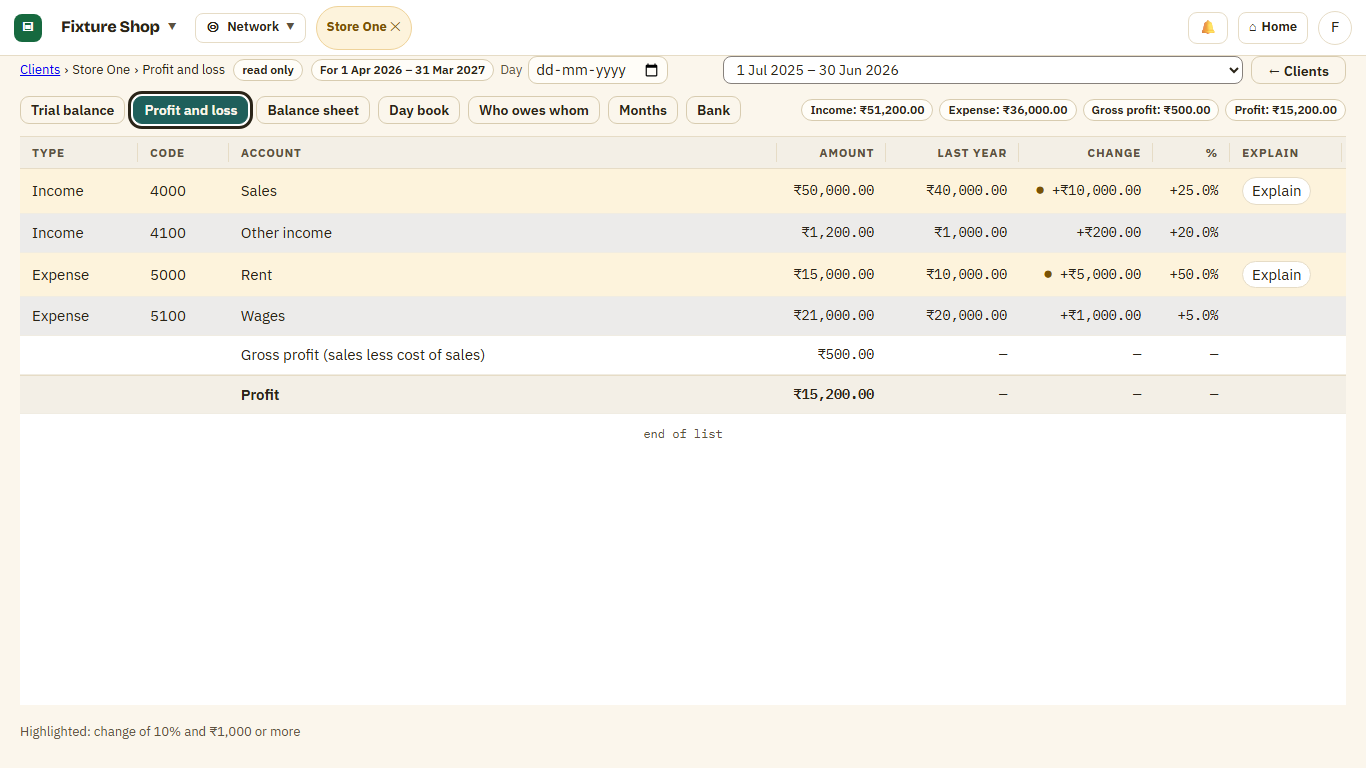 Fixture Shop ▼ Network ▼ Store One × Home F
Clients › Store One › Profit and loss read only For 1 Apr 2026 – 31 Mar 2027 Day dd-mm-yyyy 1 Jul 2025 – 30 Jun 2026 ← Clients
Trial balance Profit and loss Balance sheet Day book Who owes whom Months Bank Income: ₹51,200.00 Expense: ₹36,000.00 Gross profit: ₹500.00 Profit: ₹15,200.00
TYPE CODE ACCOUNT AMOUNT LAST YEAR CHANGE % EXPLAIN
Income 4000 Sales ₹50,000.00 ₹40,000.00 ● +₹10,000.00 +25.0% Explain
Income 4100 Other income ₹1,200.00 ₹1,000.00 +₹200.00 +20.0%
Expense 5000 Rent ₹15,000.00 ₹10,000.00 ● +₹5,000.00 +50.0% Explain
Expense 5100 Wages ₹21,000.00 ₹20,000.00 +₹1,000.00 +5.0%
Gross profit (sales less cost of sales) ₹500.00 — — —
Profit ₹15,200.00 — — —
end of list
Highlighted: change of 10% and ₹1,000 or more